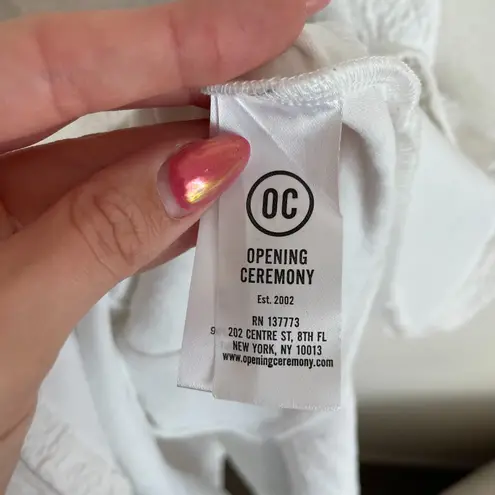 OC
OPENING
CEREMONY
Est. 2002
RN 137773
202 CENTRE ST, 8TH FL
NEW YORK, NY 10013
www.openingceremony.com